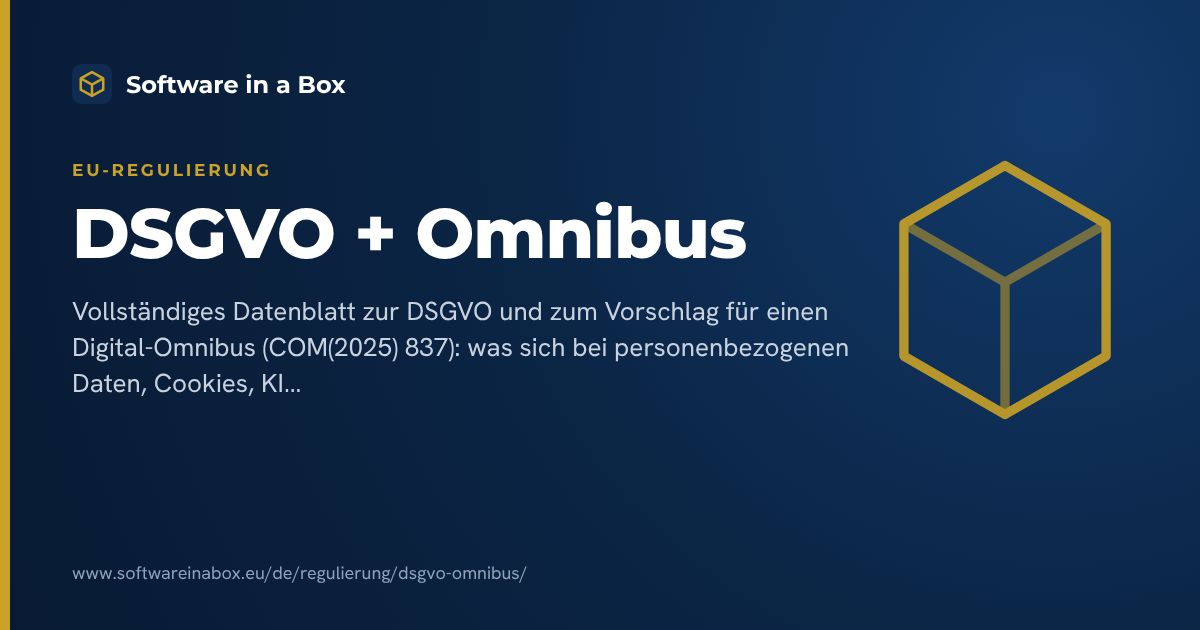 Software in a Box
EU-REGULIERUNG
DSGVO + Omnibus
Vollständiges Datenblatt zur DSGVO und zum Vorschlag für einen
Digital-Omnibus (COM(2025) 837): was sich bei personenbezogenen
Daten, Cookies, KI…
www.softwareinabox.eu/de/regulierung/dsgvo-omnibus/